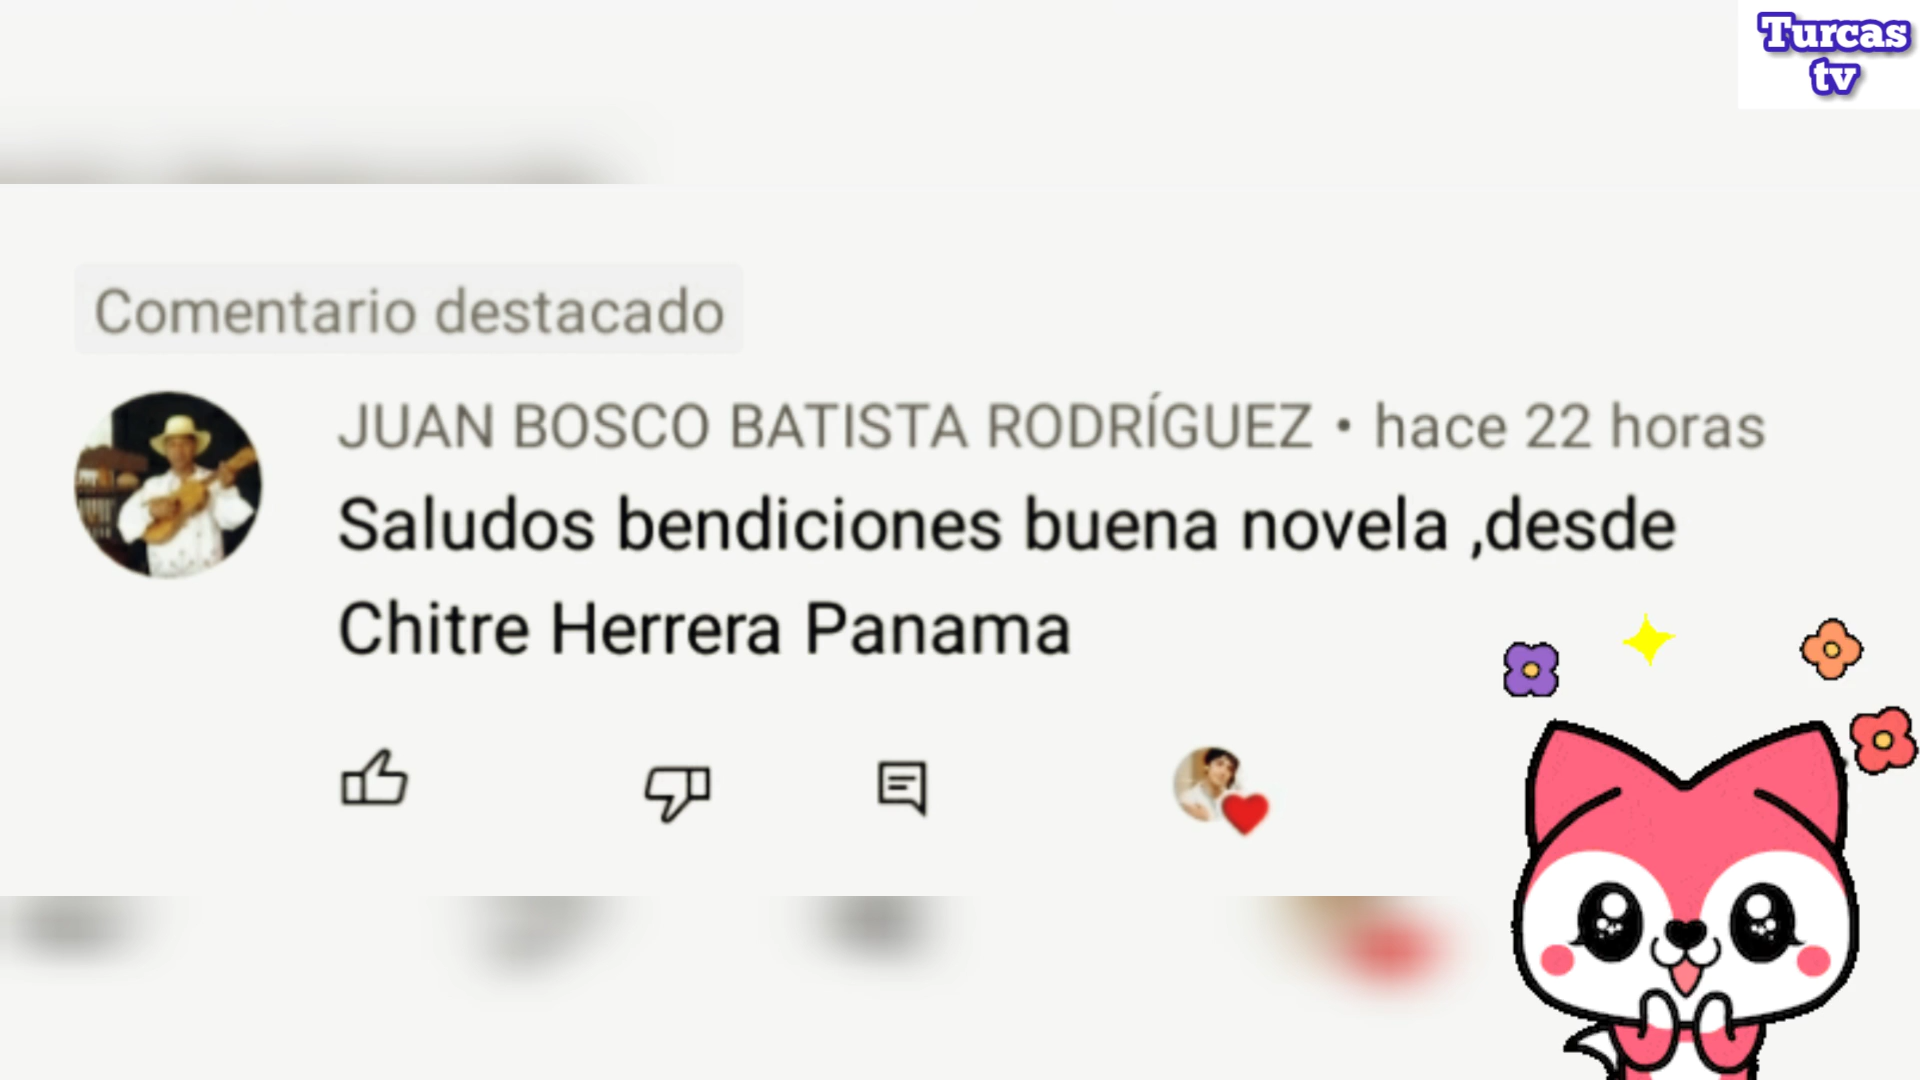 Turcas
tv
Comentario destacado
JUAN BOSCO BATISTA RODRÍGUEZ • hace 22 horas
Saludos bendiciones buena novela ,desde
Chitre Herrera Panama